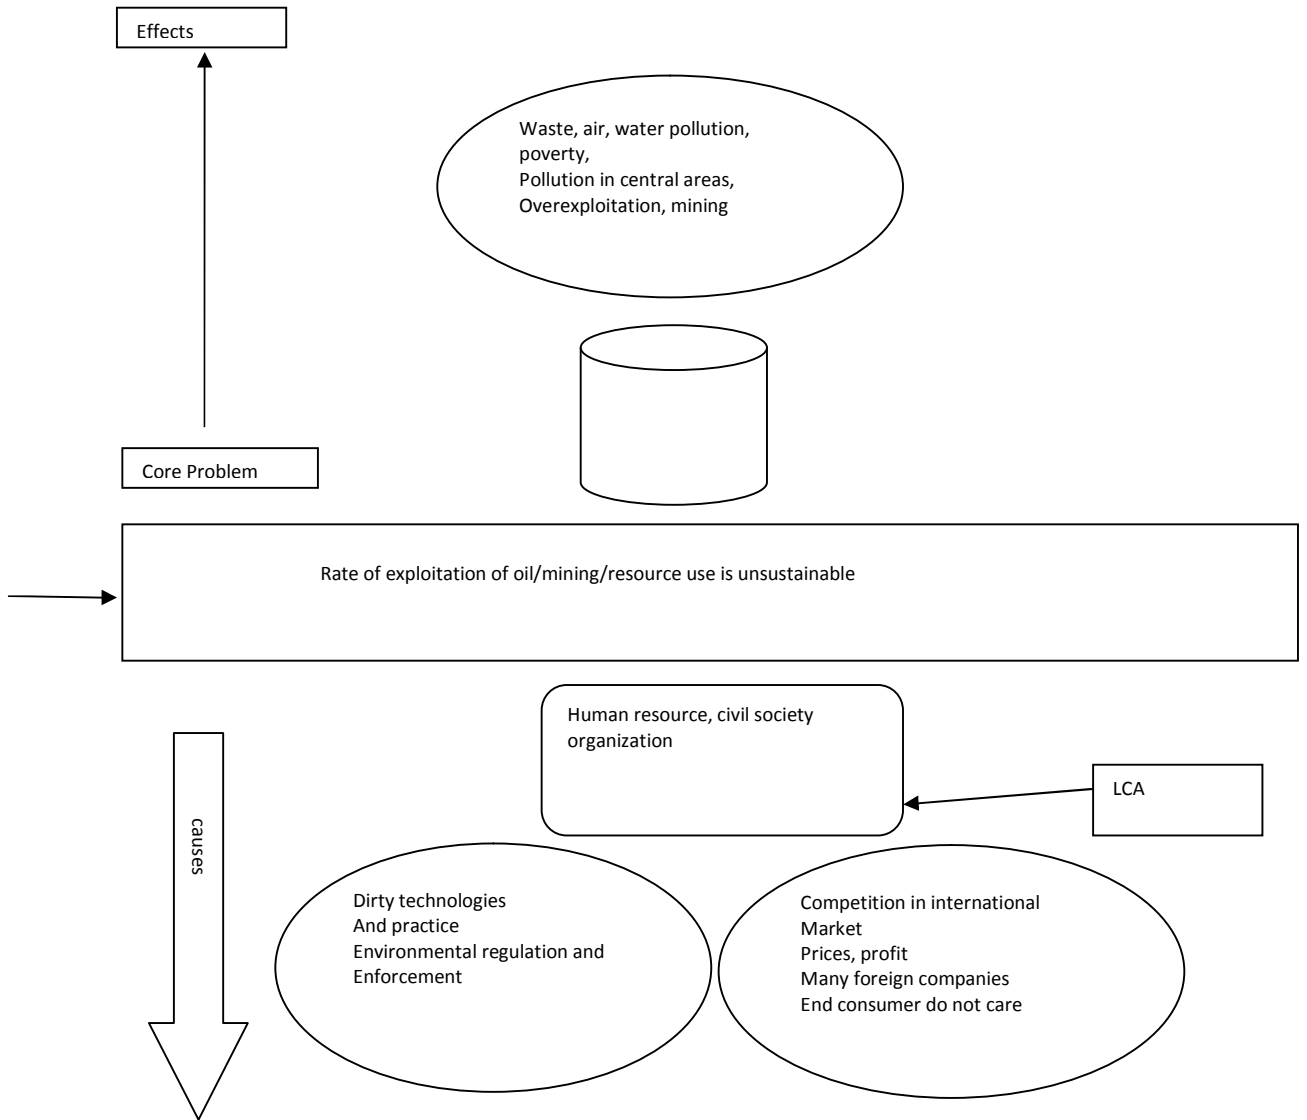 Effects
Waste, air, water pollution,
poverty,
Pollution in central areas,
Overexploitation, mining
Core Problem
Rate of exploitation of oil/mining/resource use is unsustainable
Human resource, civil society
organization
LCA
causes
Dirty technologies
And practice
Environmental regulation and
Enforcement
Competition in international
Market
Prices, profit
Many foreign companies
End consumer do not care